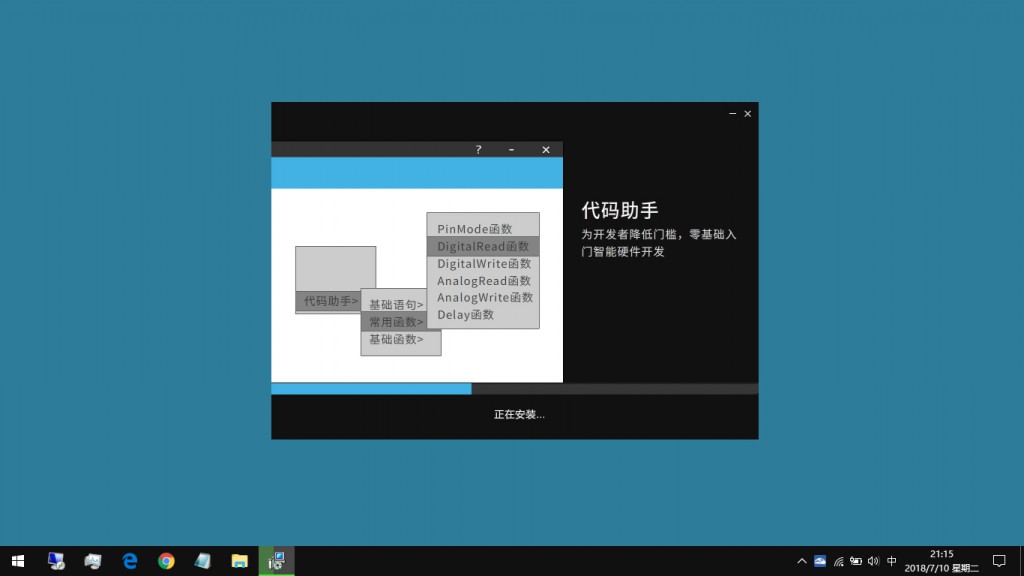 代码助手
为开发者降低门槛，零基础入
门智能硬件开发
PinMode函数
DigitalRead函数
DigitalWrite函数
AnalogRead函数
AnalogWrite函数
Delay函数
代码助手>
基础语句>
常用函数>
基础函数>
正在安装...
中
21:15
2018/7/10 星期二